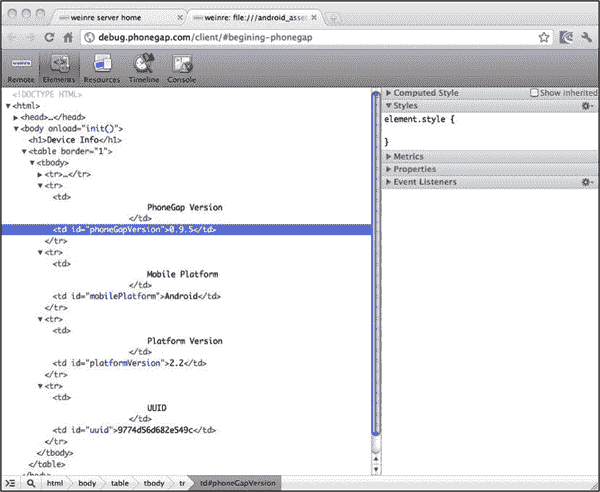 weinre server home
weinre: file:///android_asse
debug.phonegap.com/client/#begining-phonegap
weinre
Remote
Elements
Resources
Timeline
Console
<!DOCTYPE HTML>
<html>
<head>…</head>
<body onload="init()">
<h1>Device Info</h1>
<table border="1">
<tbody>
<tr>…</tr>
<tr>
<td>
PhoneGap Version
</td>
<td id="phoneGapVersion">0.9.5</td>
</tr>
<tr>
<td>
Mobile Platform
</td>
<td id="mobilePlatform">Android</td>
</tr>
<tr>
<td>
Platform Version
</td>
<td id="platformVersion">2.2</td>
</tr>
<tr>
<td>
UUID
</td>
<td id="uuid">9774d56d682e549c</td>
</tr>
</tbody>
</table>
</body>
Computed Style
Show inherited
Styles
element.style {
}
Metrics
Properties
Event Listeners
html
body
table
tbody
tr
td#phoneGapVersion